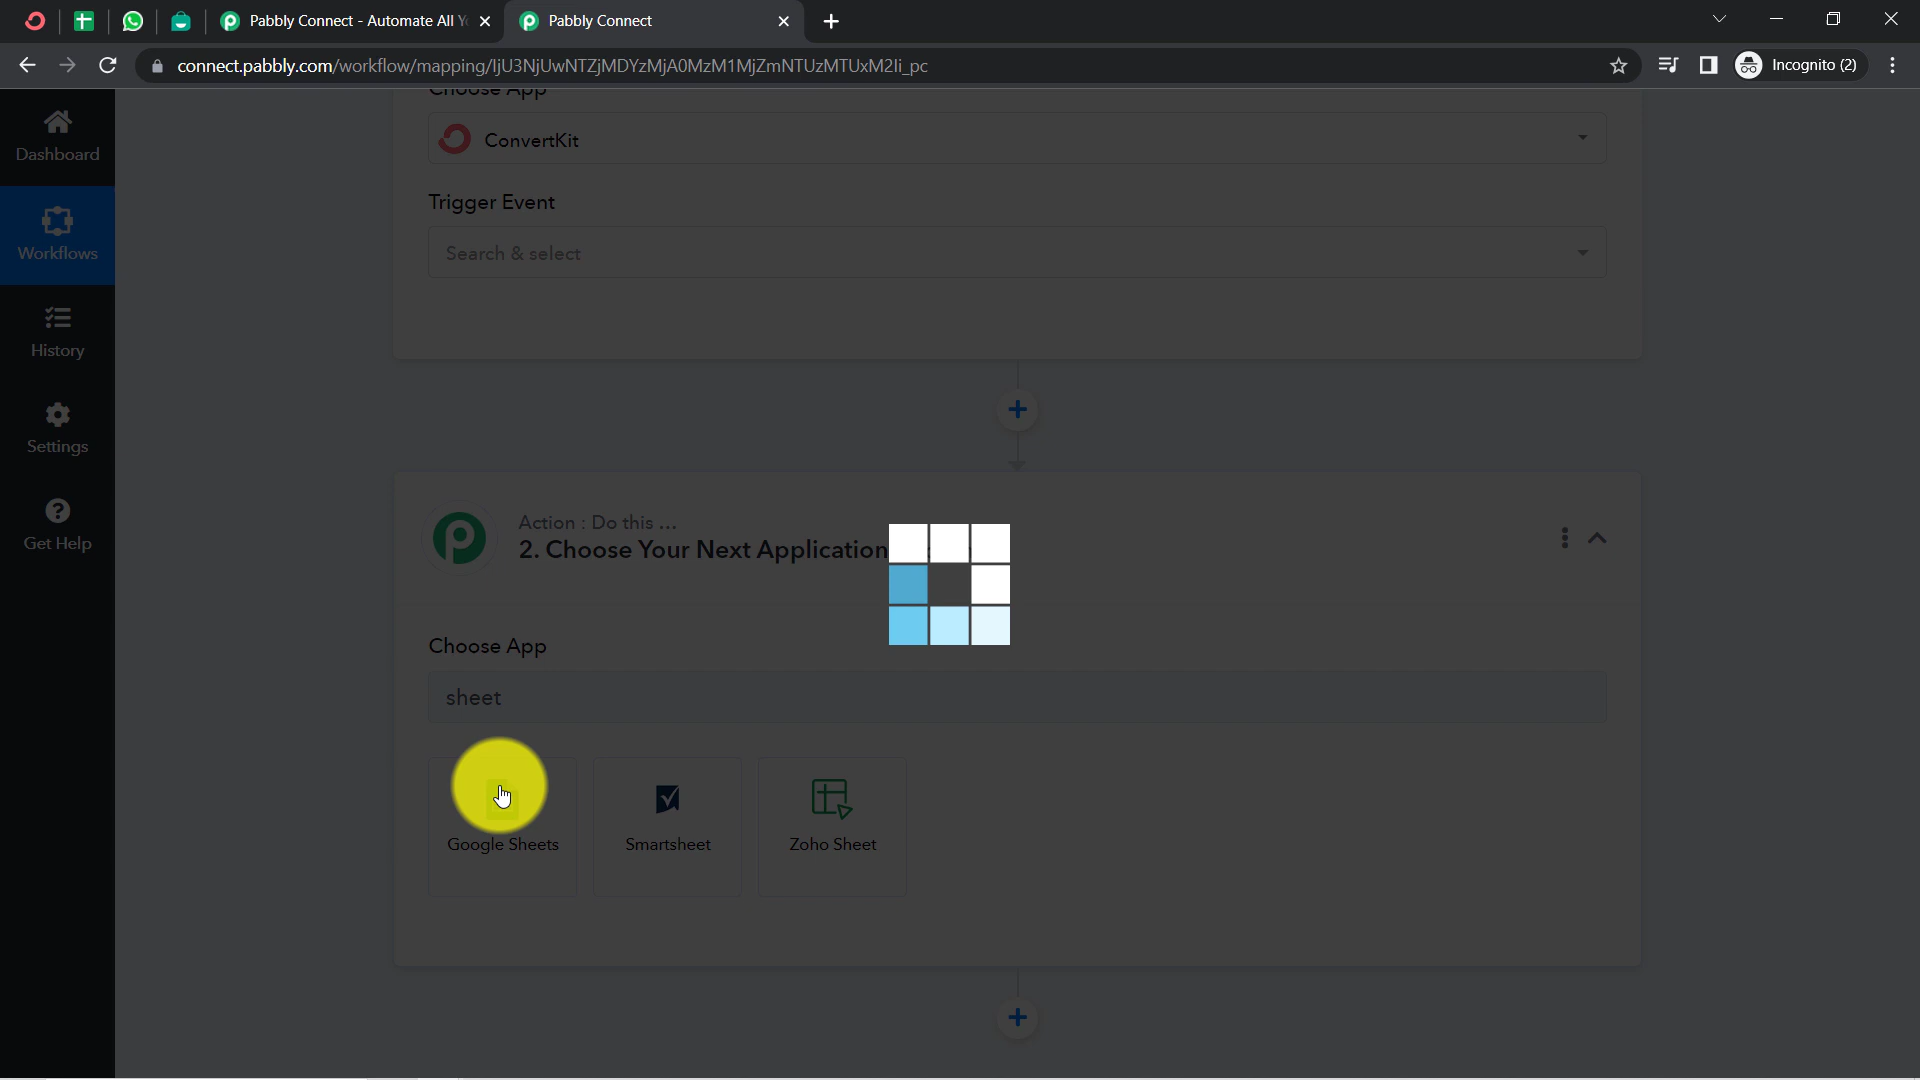 Pabbly Connect - Automate All Yo
Pabbly Connect
connect.pabbly.com/workflow/mapping/IjU3NjUwNTZjMDYzMjA0MzM1MjZmNTUzMTUxM2Ii_pc
Incognito (2)
Dashboard
Workflows
History
Settings
Get Help
Choose App
ConvertKit
Trigger Event
Search & select
Action : Do this ...
2. Choose Your Next Application
Choose App
sheet
Google Sheets
Smartsheet
Zoho Sheet